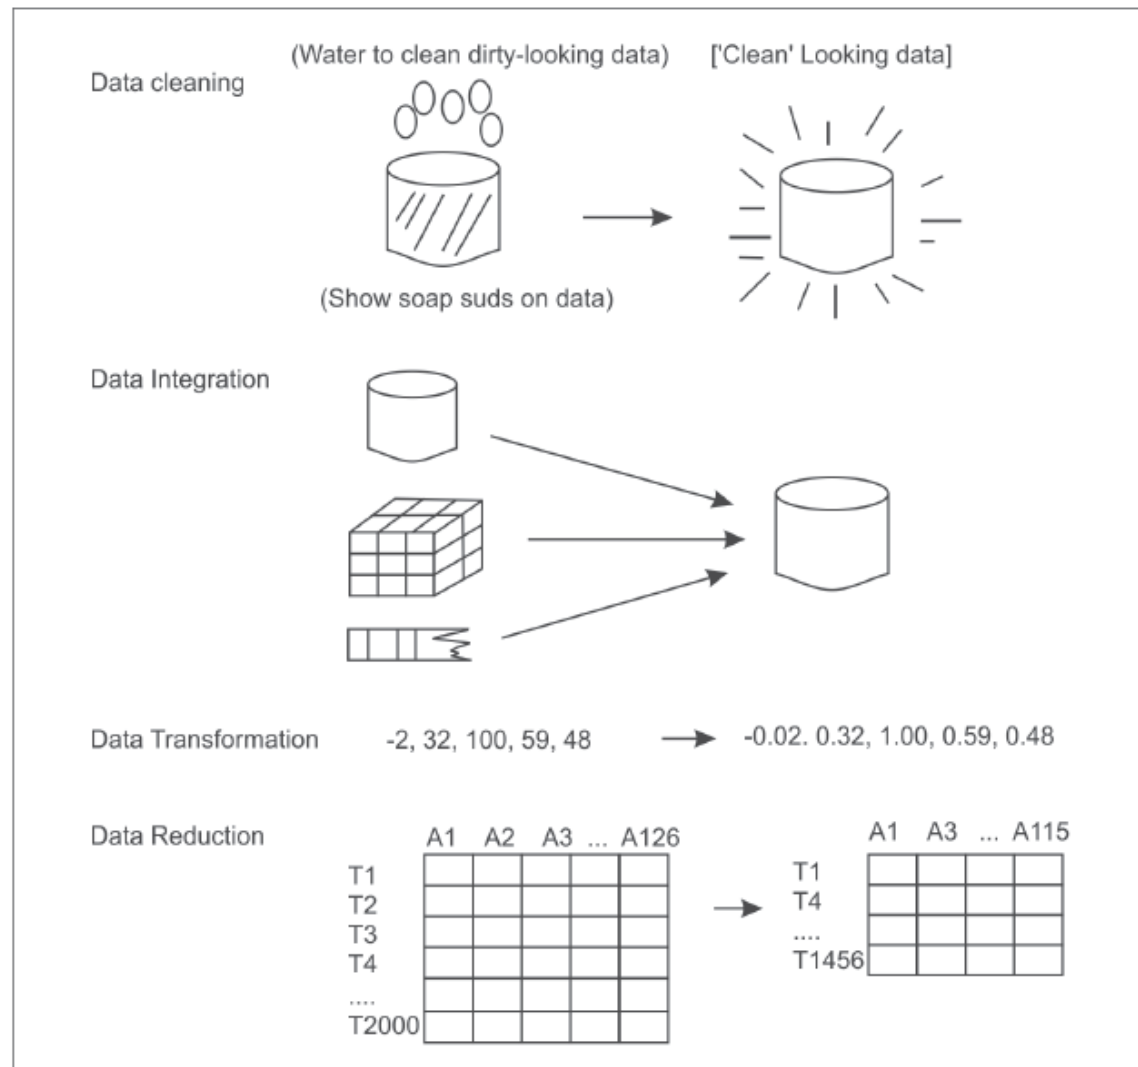 (Water to clean dirty-looking data) ['Clean' Looking data]
Data cleaning
(Show soap suds on data)
Data Integration
Data Transformation -2, 32, 100, 59, 48 -0.02. 0.32, 1.00, 0.59, 0.48
Data Reduction
A1 A2 A3 ... A126
T1
T2
T3
T4
....
T2000
A1 A3 ... A115
T1
T4
....
T1456